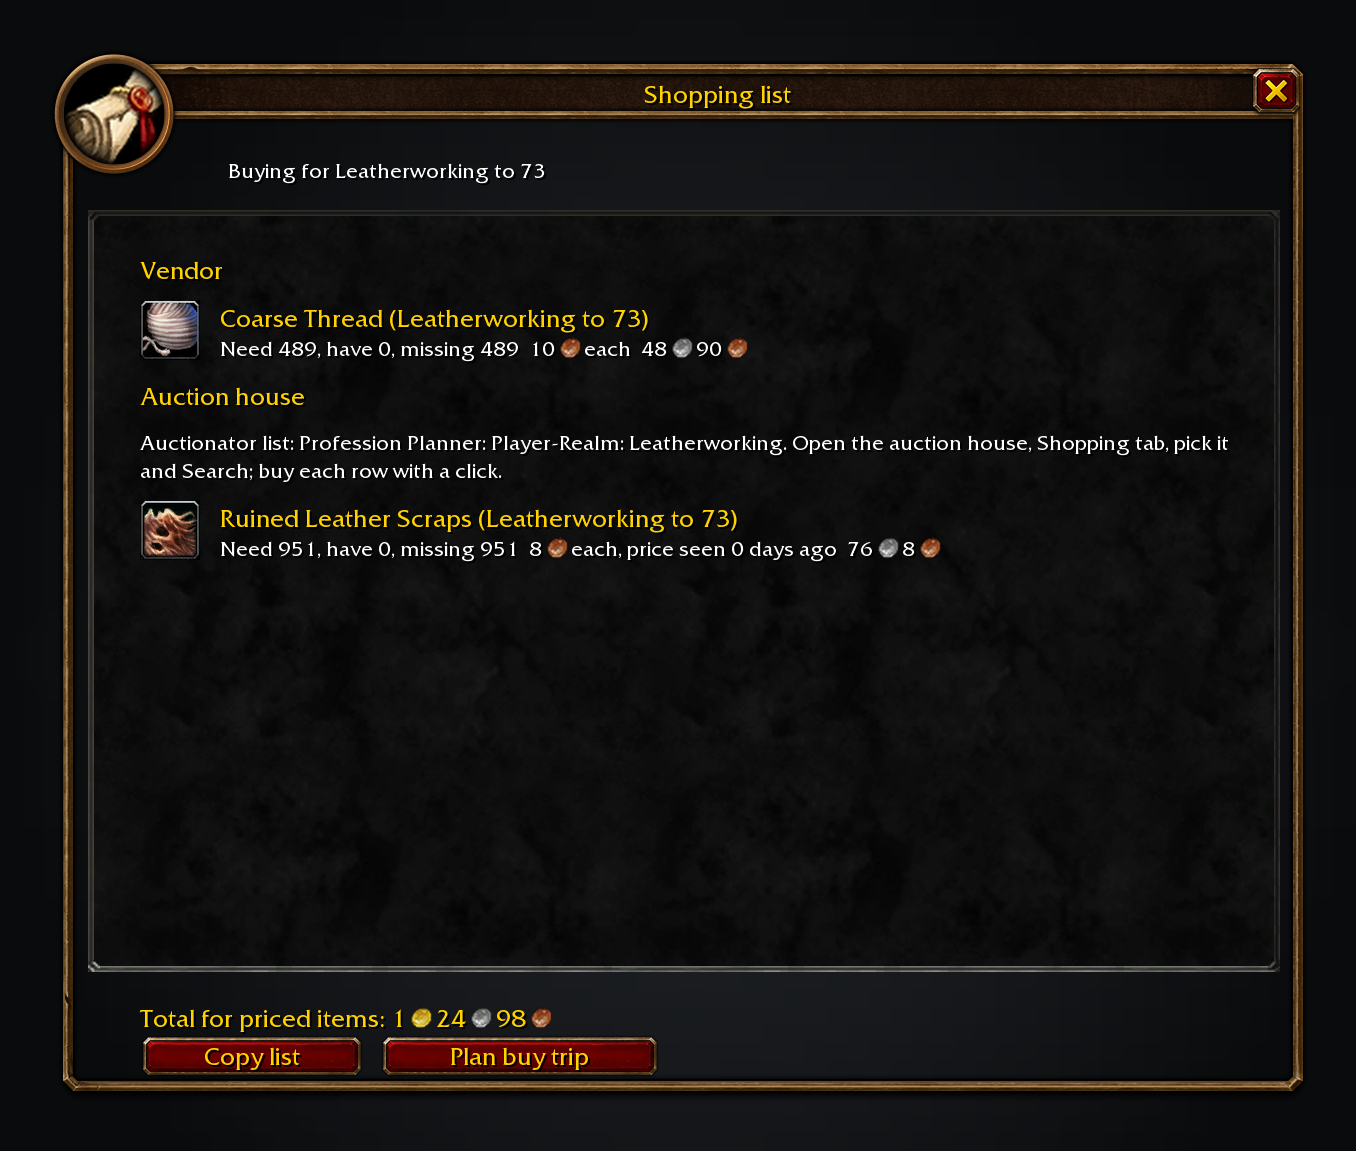 Shopping list
Buying for Leatherworking to 73
Vendor
Coarse Thread (Leatherworking to 73)
Need 489, have 0, missing 489 10 each 48 90
Auction house
Auctionator list: Profession Planner: Player-Realm: Leatherworking. Open the auction house, Shopping tab, pick it
and Search; buy each row with a click.
Ruined Leather Scraps (Leatherworking to 73)
Need 951, have 0, missing 951 8 each, price seen 0 days ago 76 8
Total for priced items: 1 24 98
Copy list
Plan buy trip